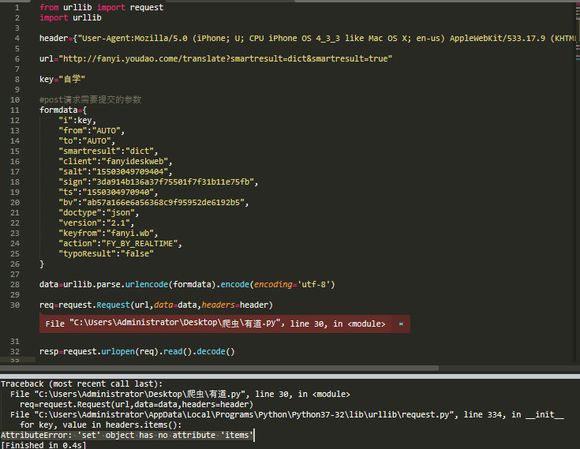 1 from urllib import request
2 import urllib
3
4 header={"User-Agent:Mozilla/5.0 (iPhone; U; CPU iPhone OS 4_3_3 like Mac OS X; en-us) AppleWebKit/533.17.9 (KHTM
5
6 url="http://fanyi.youdao.come/translate?smartresult=dict&smartresult=true"
7
8 key="自学"
9
10 #post请求需要提交的参数
11 formdata={
12 "i":key,
13 "from":"AUTO",
14 "to":"AUTO",
15 "smartresult":"dict",
16 "client":"fanyideskweb",
17 "salt":"15503049709404",
18 "sign":"3da914b136a37f75501f7f31b11e75fb",
19 "ts":"1550304970940",
20 "bv":"ab57a166e6a56368c9f95952de6192b5",
21 "doctype":"json",
22 "version":"2.1",
23 "keyfrom":"fanyi.wb",
24 "action":"FY_BY_REALTIME",
25 "typoResult":"false"
26 }
27
28 data=urllib.parse.urlencode(formdata).encode(encoding='utf-8')
29
30 req=request.Request(url,data=data,headers=header)
File "C:\Users\Administrator\Desktop\爬虫\有道.py", line 30, in <module> ×
31
32 resp=request.urlopen(req).read().decode()
Traceback (most recent call last):
File "C:\Users\Administrator\Desktop\爬虫\有道.py", line 30, in <module>
req=request.Request(url,data=data,headers=header)
File "C:\Users\Administrator\AppData\Local\Programs\Python\Python37-32\lib\urllib\request.py", line 334, in __init__
for key, value in headers.items():
AttributeError: 'set' object has no attribute 'items'
[Finished in 0.4s]